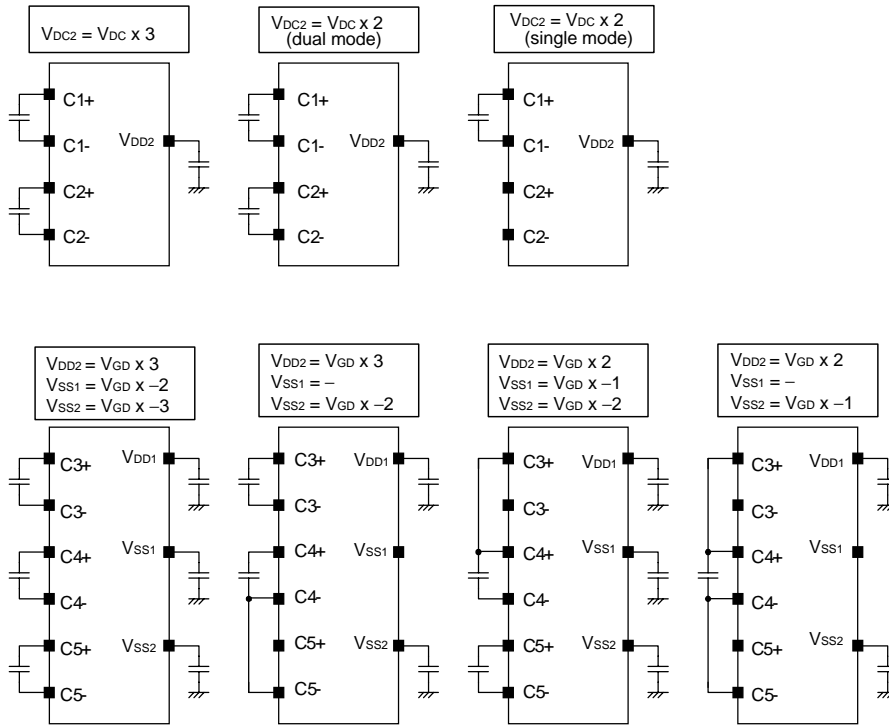 VDC2 = VDC x 3
VDC2 = VDC x 2
(dual mode)
VDC2 = VDC x 2
(single mode)
C1+
C1-
C2+
C2-
VDD2
C1+
C1-
C2+
C2-
VDD2
C1+
C1-
C2+
C2-
VDD2
VDD2 = VGD x 3
VSS1 = VGD x −2
VSS2 = VGD x −3
VDD2 = VGD x 3
VSS1 = −
VSS2 = VGD x −2
VDD2 = VGD x 2
VSS1 = VGD x −1
VSS2 = VGD x −2
VDD2 = VGD x 2
VSS1 = −
VSS2 = VGD x −1
C3+
C3-
C4+
C4-
C5+
C5-
VDD1
VSS1
VSS2
C3+
C3-
C4+
C4-
C5+
C5-
VDD1
VSS1
VSS2
C3+
C3-
C4+
C4-
C5+
C5-
VDD1
VSS1
VSS2
C3+
C3-
C4+
C4-
C5+
C5-
VDD1
VSS1
VSS2